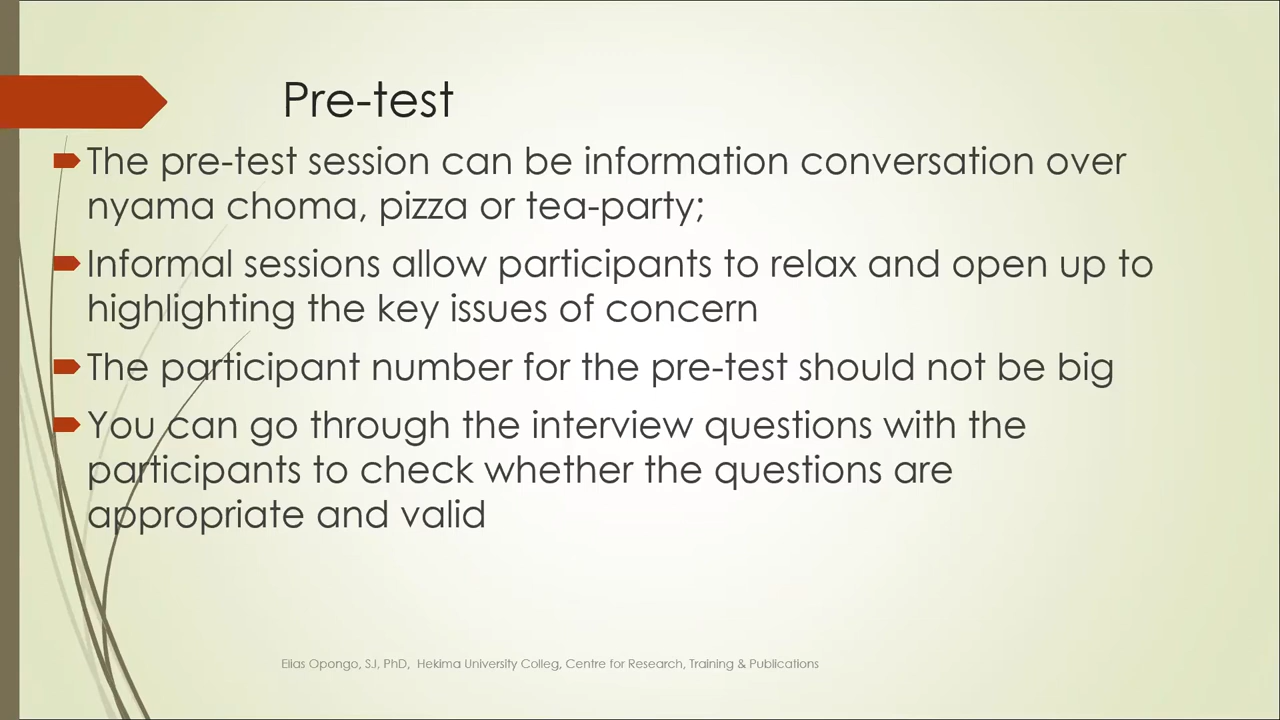 Pre-test
The pre-test session can be information conversation over
nyama choma, pizza or tea-party;
Informal sessions allow participants to relax and open up to
highlighting the key issues of concern
The participant number for the pre-test should not be big
You can go through the interview questions with the
participants to check whether the questions are
appropriate and valid
Elias Opongo, S.J, PhD, Hekima University Colleg, Centre for Research, Training & Publications